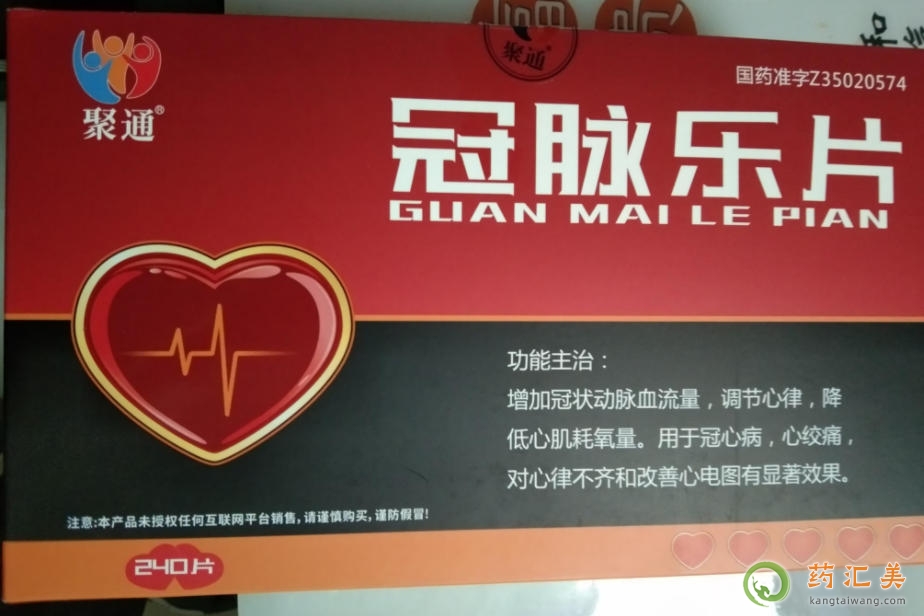 聚通
和
国药准字Z35020574
聚通®
冠脉乐片
GUAN MAI LE PIAN
功能主治：
增加冠状动脉血流量，调节心律，降
低心肌耗氧量。用于冠心病，心绞痛，
对心律不齐和改善心电图有显著效果。
注意:本产品未授权任何互联网平台销售,请谨慎购买,谨防假冒!
240片
药汇美
kangtaiwang.com